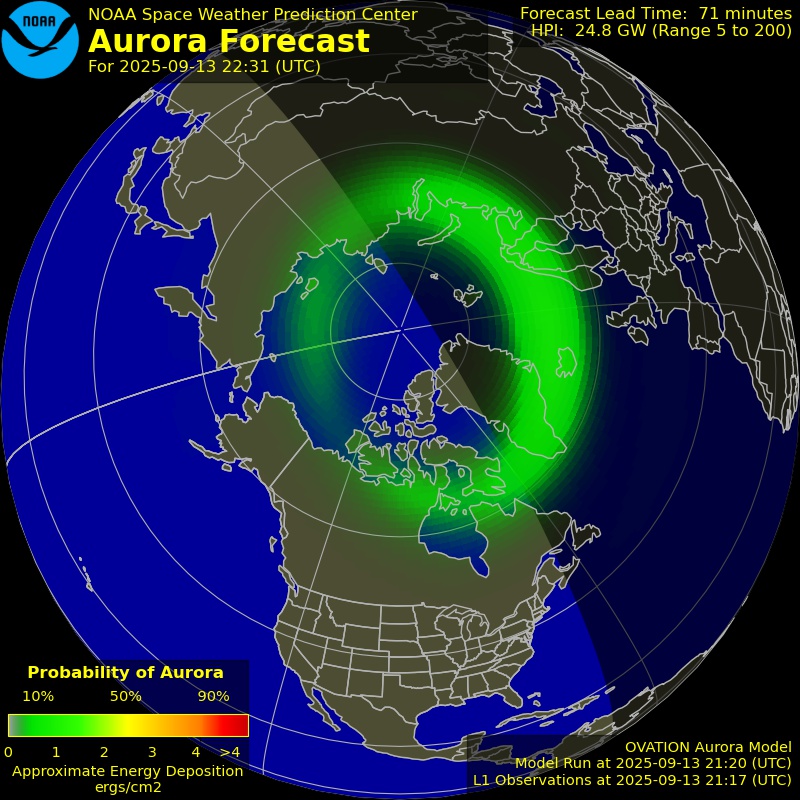 NOAA
NOAA Space Weather Prediction Center
Aurora Forecast
For 2025-09-13 22:31 (UTC)
Forecast Lead Time: 71 minutes
HPI: 24.8 GW (Range 5 to 200)
Probability of Aurora
10% 50% 90%
0 1 2 3 4 >4
Approximate Energy Deposition
ergs/cm2
OVATION Aurora Model
Model Run at 2025-09-13 21:20 (UTC)
L1 Observations at 2025-09-13 21:17 (UTC)